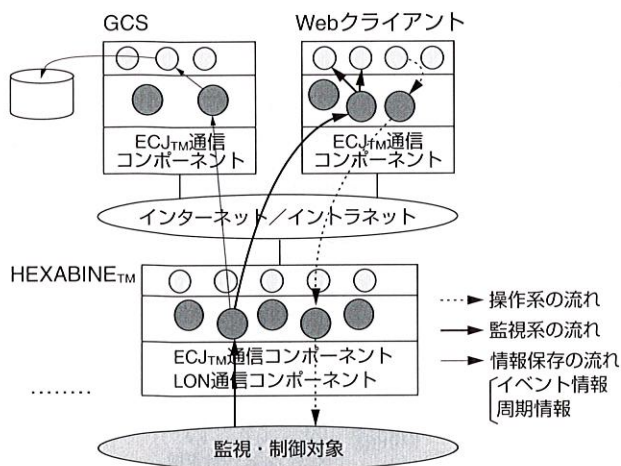 GCS
Webクライアント
ECJTM通信
コンポーネント
ECJTM通信
コンポーネント
インターネット／イントラネット
HEXABINETM
ECJTM通信コンポーネント
LON通信コンポーネント
操作系の流れ
監視系の流れ
情報保存の流れ
イベント情報
周期情報
………
監視・制御対象